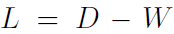 L = D − W